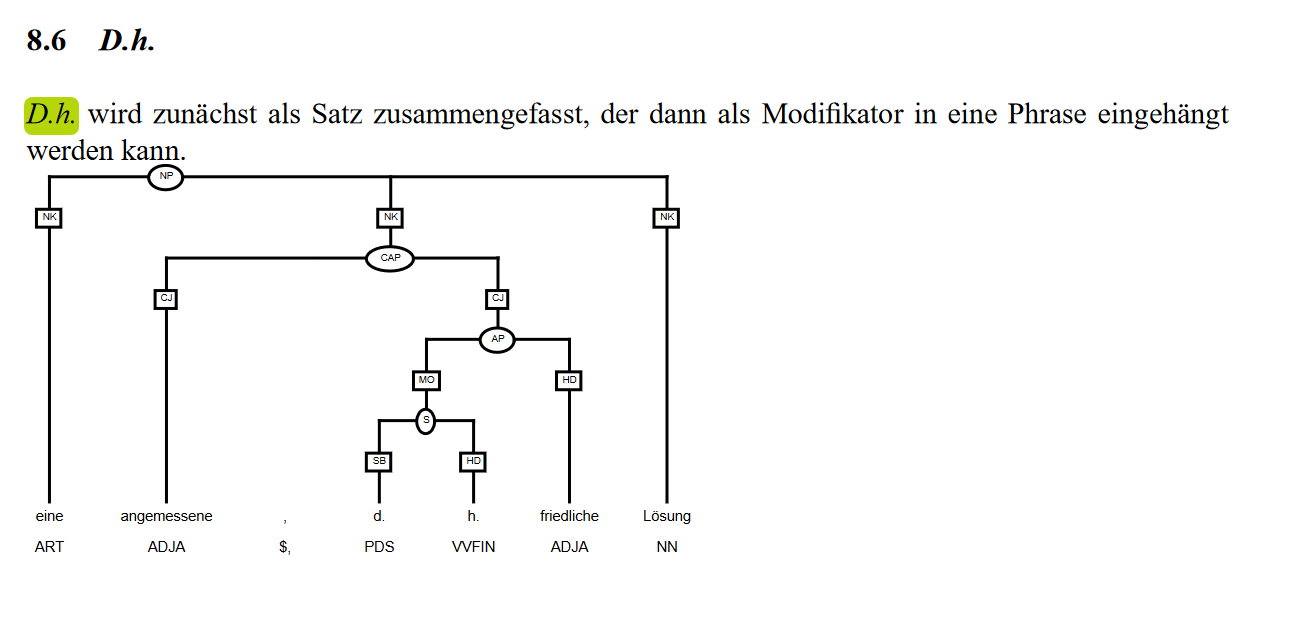 8.6 D.h.
D.h. wird zunächst als Satz zusammengefasst, der dann als Modifikator in eine Phrase eingehängt
werden kann.
NP
NK NK NK
CAP
CJ CJ
AP
MO HD
S
SB HD
eine angemessene , d. h. friedliche Lösung
ART ADJA $, PDS VVFIN ADJA NN